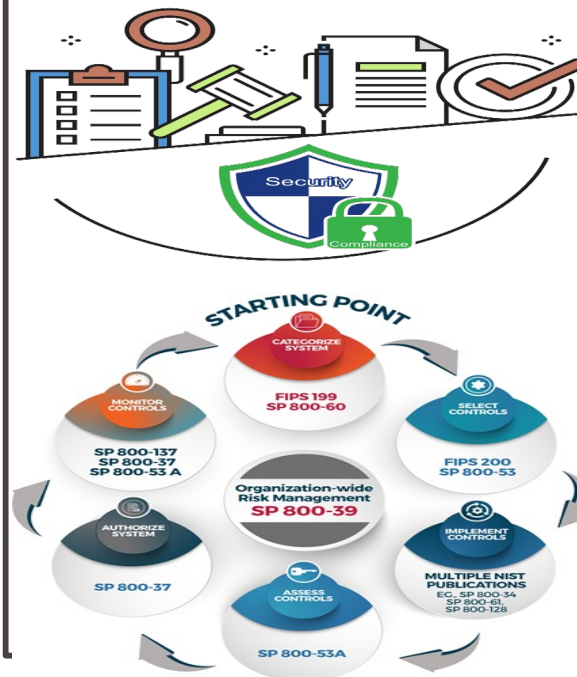 Security
Compliance
STARTING POINT
CATEGORIZE
SYSTEM
FIPS 199
SP 800-60
SELECT
CONTROLS
FIPS 200
SP 800-53
IMPLEMENT
CONTROLS
MULTIPLE NIST
PUBLICATIONS
EG., SP 800-34
SP 800-61,
SP 800-128
ASSESS
CONTROLS
SP 800-53A
AUTHORIZE
SYSTEM
SP 800-37
MONITOR
CONTROLS
SP 800-137
SP 800-37
SP 800-53 A
Organization-wide
Risk Management
SP 800-39